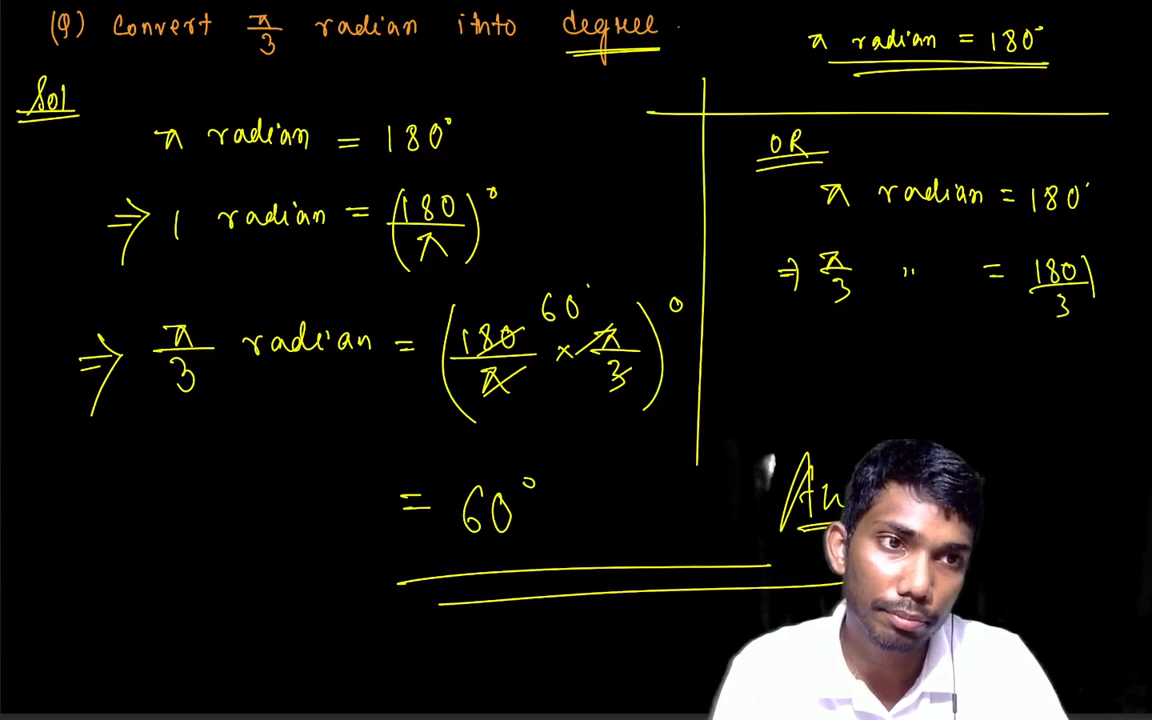 (Q) Convert π/3 radian into degree.
π radian = 180°
Sol
π radian = 180°
⇒ 1 radian = (180/π)°
60°
⇒ π/3 radian = (180/π × π/3)°
= 60°
OR
π radian = 180°
⇒ π/3 " = 180/3